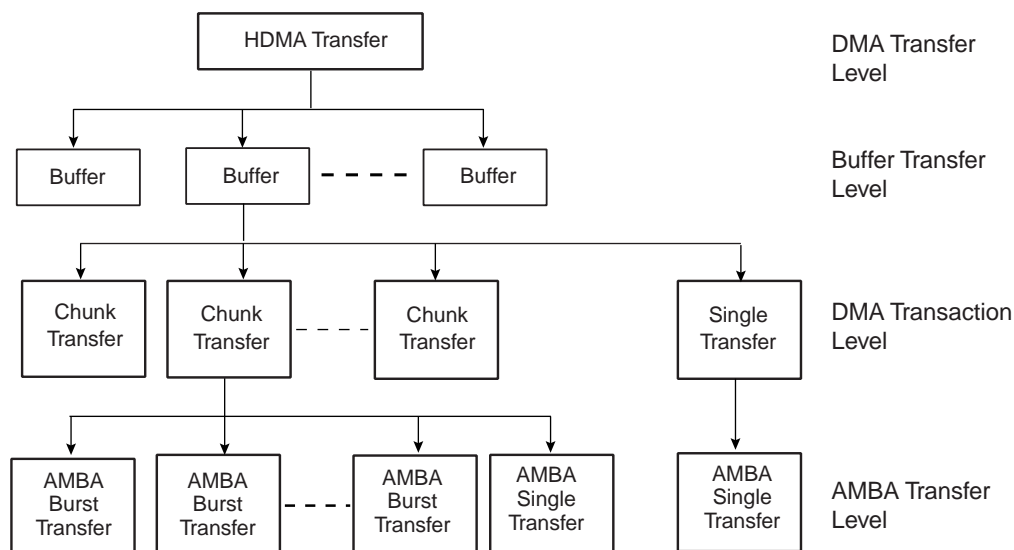 HDMA Transfer
DMA Transfer
Level
Buffer
Buffer
Buffer
Buffer Transfer
Level
Chunk
Transfer
Chunk
Transfer
Chunk
Transfer
Single
Transfer
DMA Transaction
Level
AMBA
Burst
Transfer
AMBA
Burst
Transfer
AMBA
Burst
Transfer
AMBA
Single
Transfer
AMBA
Single
Transfer
AMBA Transfer
Level